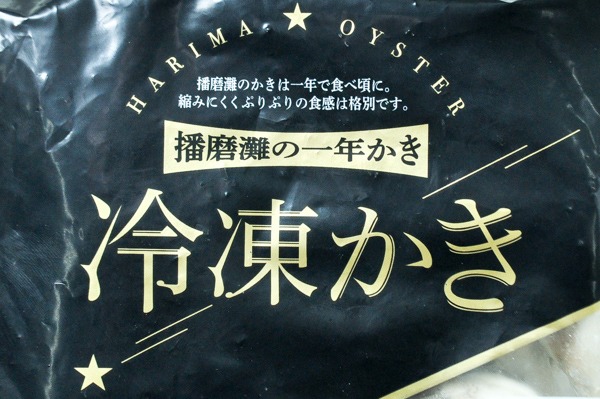 HARIMA ★ OYSTER
播磨灘のかきは一年で食べ頃に。
縮みにくくぷりぷりの食感は格別です。
播磨灘の一年かき
冷凍かき